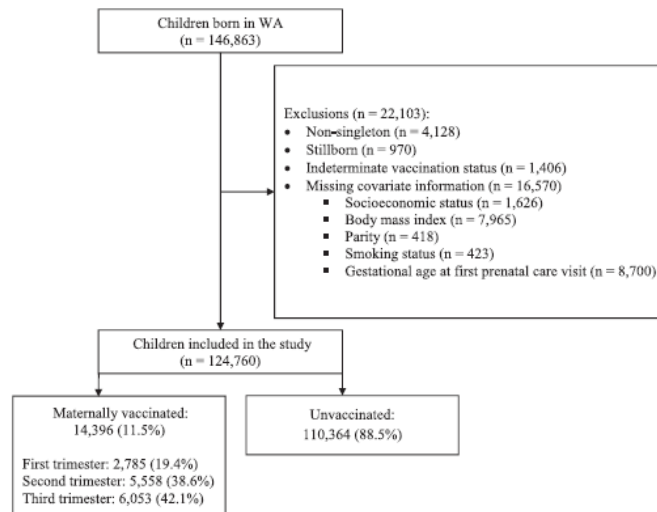 Children born in WA
(n = 146,863)
Exclusions (n = 22,103):
• Non-singleton (n = 4,128)
• Stillborn (n = 970)
• Indeterminate vaccination status (n = 1,406)
• Missing covariate information (n = 16,570)
▪ Socioeconomic status (n = 1,626)
▪ Body mass index (n = 7,965)
▪ Parity (n = 418)
▪ Smoking status (n = 423)
▪ Gestational age at first prenatal care visit (n = 8,700)
Children included in the study
(n = 124,760)
Maternally vaccinated:
14,396 (11.5%)
First trimester: 2,785 (19.4%)
Second trimester: 5,558 (38.6%)
Third trimester: 6,053 (42.1%)
Unvaccinated:
110,364 (88.5%)